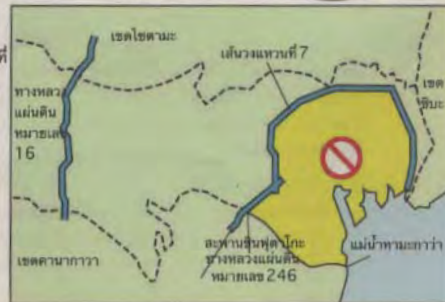 ที่
เขตไซตามะ
เส้นวงแหวนที่ 7
เขต
ชิบะ
ทางหลวง
แผ่นดิน
หมายเลข
16
สะพานชินฟุตาโกะ
ทางหลวงแผ่นดิน
หมายเลข 246
แม่น้ำทามะกาว่า
เขตคานากาวา